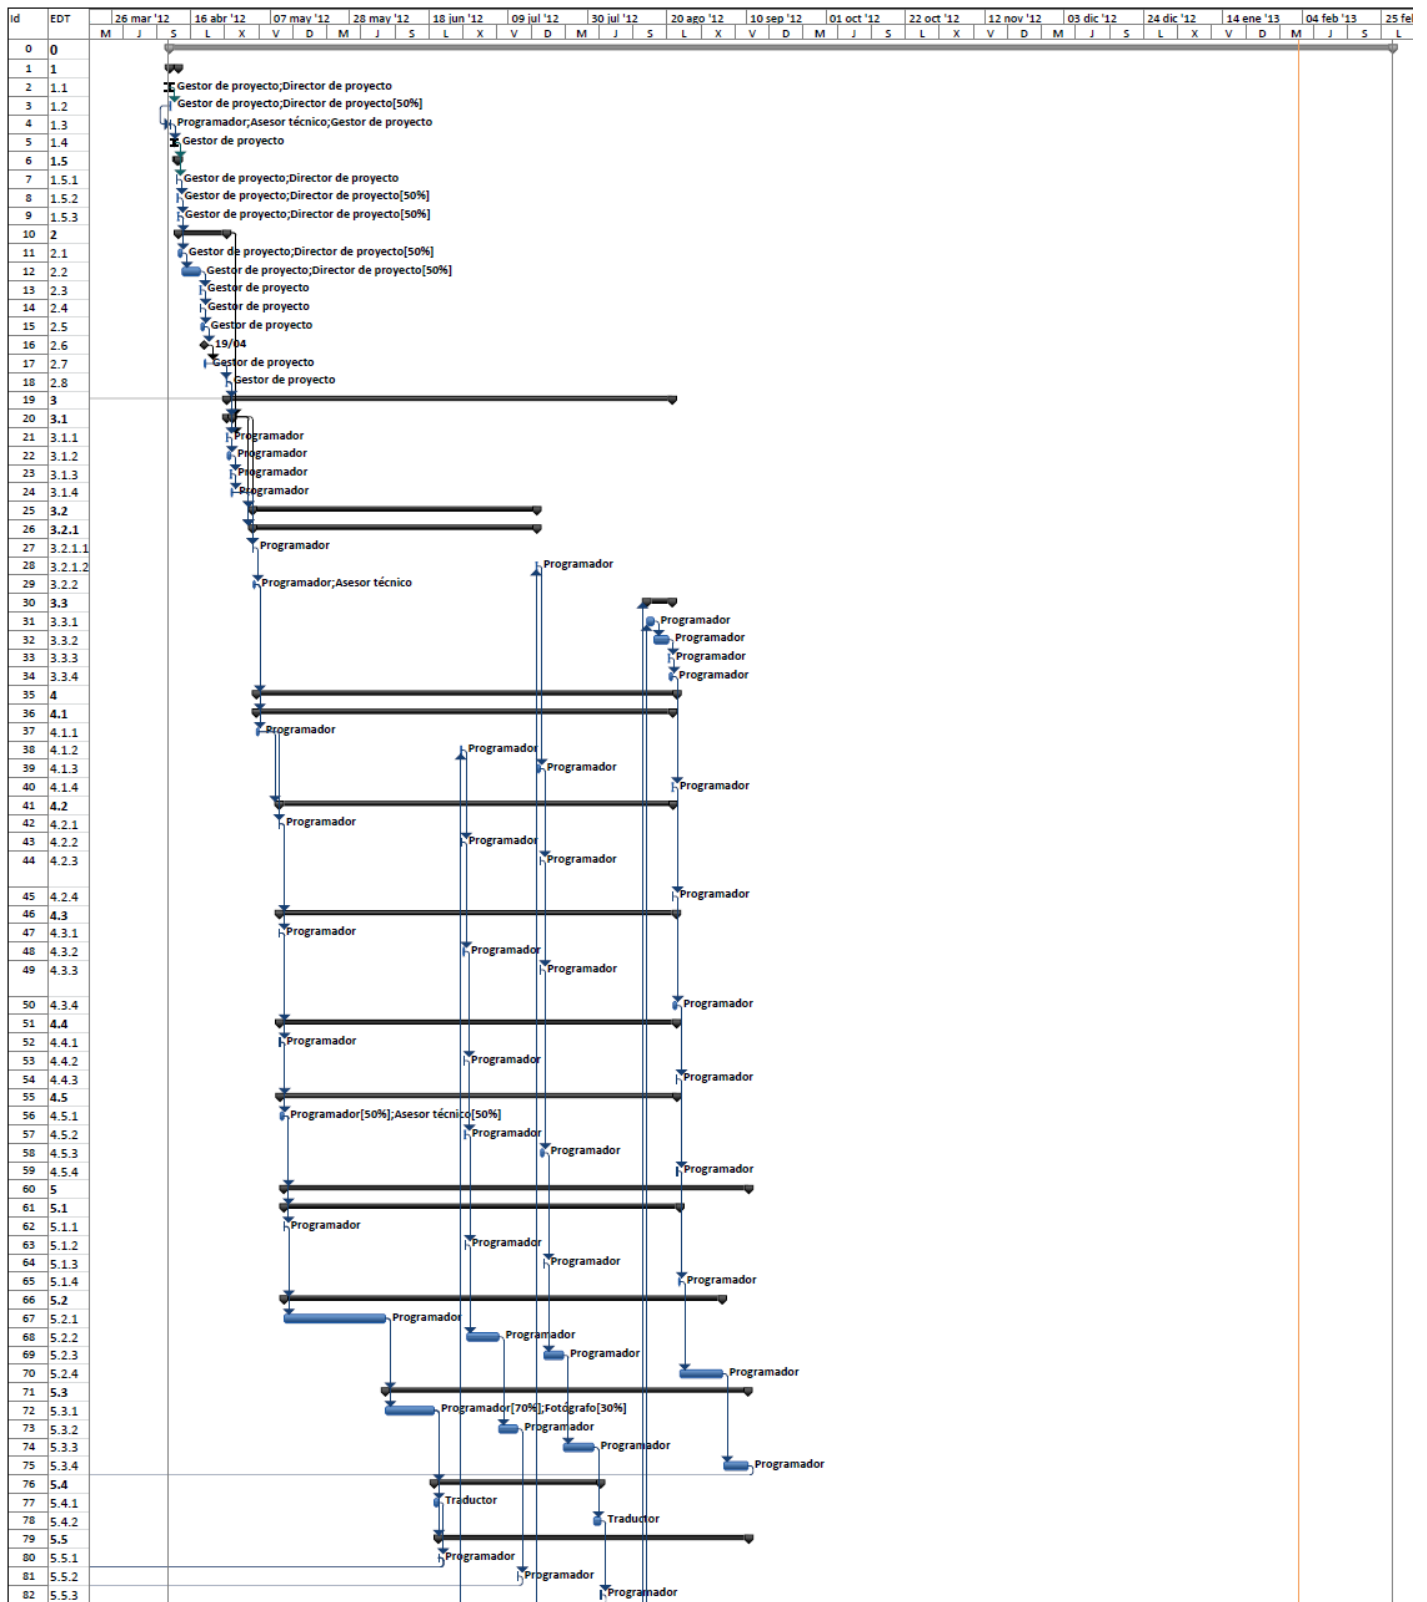 Id EDT 26 mar '12 16 abr '12 07 may '12 28 may '12 18 jun '12 09 jul '12 30 jul '12 20 ago '12 10 sep '12 01 oct '12 22 oct '12 12 nov '12 03 dic '12 24 dic '12 14 ene '13 04 feb '13 25 feb
M J S L X V D M J S L X V D M J S L X V D M J S L X V D M J S L
0 0
1 1
2 1.1 Gestor de proyecto;Director de proyecto
3 1.2 Gestor de proyecto;Director de proyecto[50%]
4 1.3 Programador;Asesor técnico;Gestor de proyecto
5 1.4 Gestor de proyecto
6 1.5
7 1.5.1 Gestor de proyecto;Director de proyecto
8 1.5.2 Gestor de proyecto;Director de proyecto[50%]
9 1.5.3 Gestor de proyecto;Director de proyecto[50%]
10 2
11 2.1 Gestor de proyecto;Director de proyecto[50%]
12 2.2 Gestor de proyecto;Director de proyecto[50%]
13 2.3 Gestor de proyecto
14 2.4 Gestor de proyecto
15 2.5 Gestor de proyecto
16 2.6 19/04
17 2.7 Gestor de proyecto
18 2.8 Gestor de proyecto
19 3
20 3.1
21 3.1.1 Programador
22 3.1.2 Programador
23 3.1.3 Programador
24 3.1.4 Programador
25 3.2
26 3.2.1
27 3.2.1.1 Programador
28 3.2.1.2 Programador
29 3.2.2 Programador;Asesor técnico
30 3.3
31 3.3.1 Programador
32 3.3.2 Programador
33 3.3.3 Programador
34 3.3.4 Programador
35 4
36 4.1
37 4.1.1 Programador
38 4.1.2 Programador
39 4.1.3 Programador
40 4.1.4 Programador
41 4.2
42 4.2.1 Programador
43 4.2.2 Programador
44 4.2.3 Programador
45 4.2.4 Programador
46 4.3
47 4.3.1 Programador
48 4.3.2 Programador
49 4.3.3 Programador
50 4.3.4 Programador
51 4.4
52 4.4.1 Programador
53 4.4.2 Programador
54 4.4.3 Programador
55 4.5
56 4.5.1 Programador[50%];Asesor técnico[50%]
57 4.5.2 Programador
58 4.5.3 Programador
59 4.5.4 Programador
60 5
61 5.1
62 5.1.1 Programador
63 5.1.2 Programador
64 5.1.3 Programador
65 5.1.4 Programador
66 5.2
67 5.2.1 Programador
68 5.2.2 Programador
69 5.2.3 Programador
70 5.2.4 Programador
71 5.3
72 5.3.1 Programador[70%];Fotógrafo[30%]
73 5.3.2 Programador
74 5.3.3 Programador
75 5.3.4 Programador
76 5.4
77 5.4.1 Traductor
78 5.4.2 Traductor
79 5.5
80 5.5.1 Programador
81 5.5.2 Programador
82 5.5.3 Programador